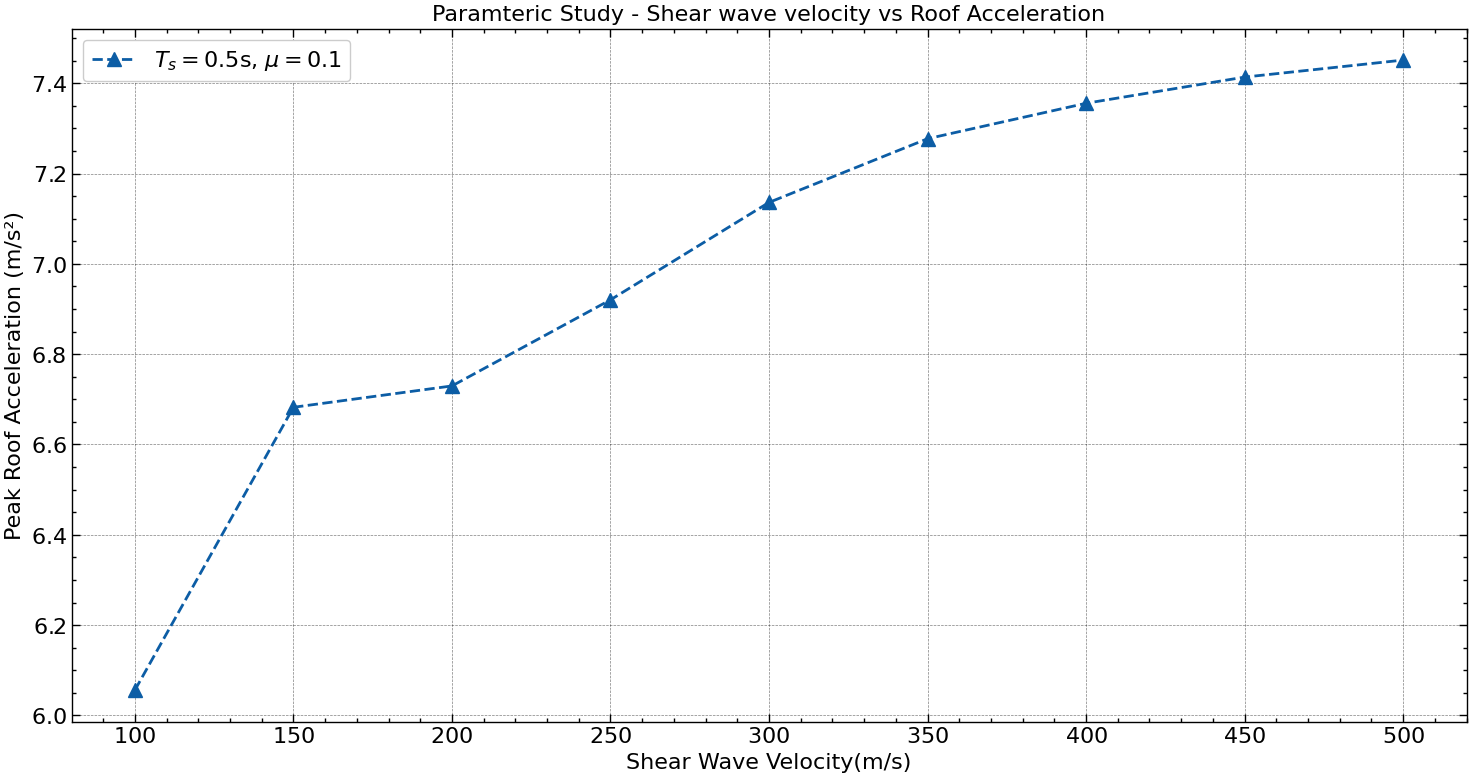 Paramteric Study - Shear wave velocity vs Roof Acceleration
T_s = 0.5s, μ = 0.1
Peak Roof Acceleration (m/s²)
7.4
7.2
7.0
6.8
6.6
6.4
6.2
6.0
100 150 200 250 300 350 400 450 500
Shear Wave Velocity(m/s)